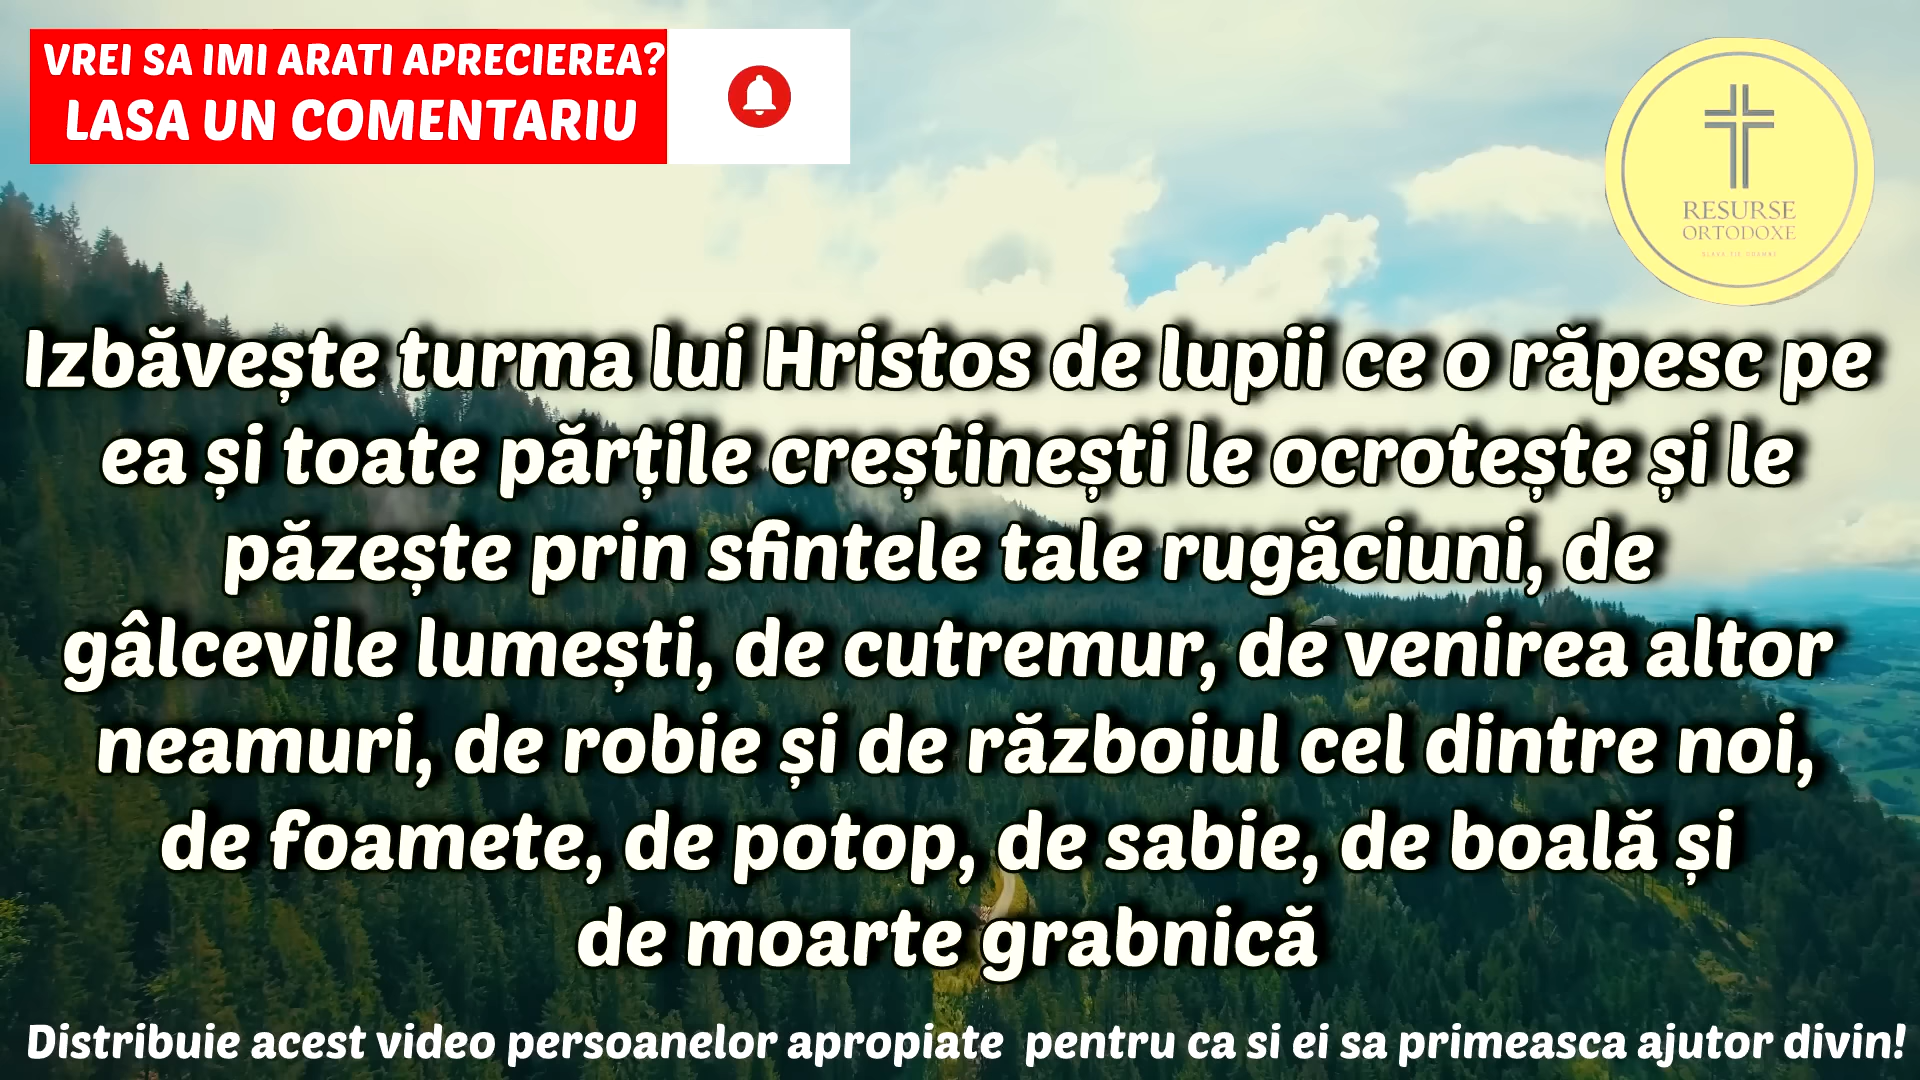 VREI SA IMI ARATI APRECIEREA?
LASA UN COMENTARIU
RESURSE
ORTODOXE
SLAVA TIE DOAMNE
Izbăvește turma lui Hristos de lupii ce o răpesc pe
ea și toate părțile creștinești le ocrotește și le
păzește prin sfintele tale rugăciuni, de
gâlcevile lumești, de cutremur, de venirea altor
neamuri, de robie și de războiul cel dintre noi,
de foamete, de potop, de sabie, de boală și
de moarte grabnică
Distribuie acest video persoanelor apropiate pentru ca si ei sa primeasca ajutor divin!